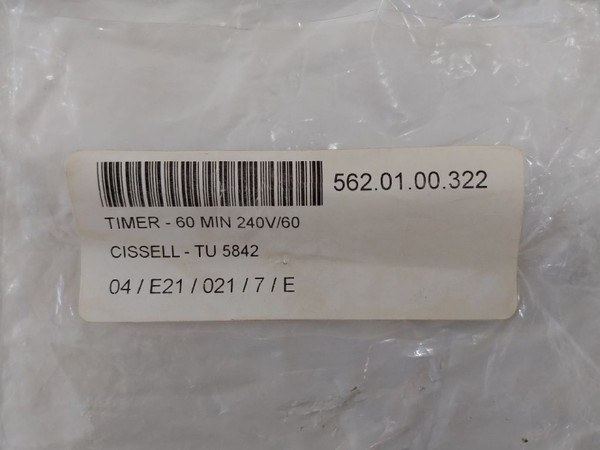 562.01.00.322
TIMER - 60 MIN 240V/60
CISSELL - TU 5842
04 / E21 / 021 / 7 / E